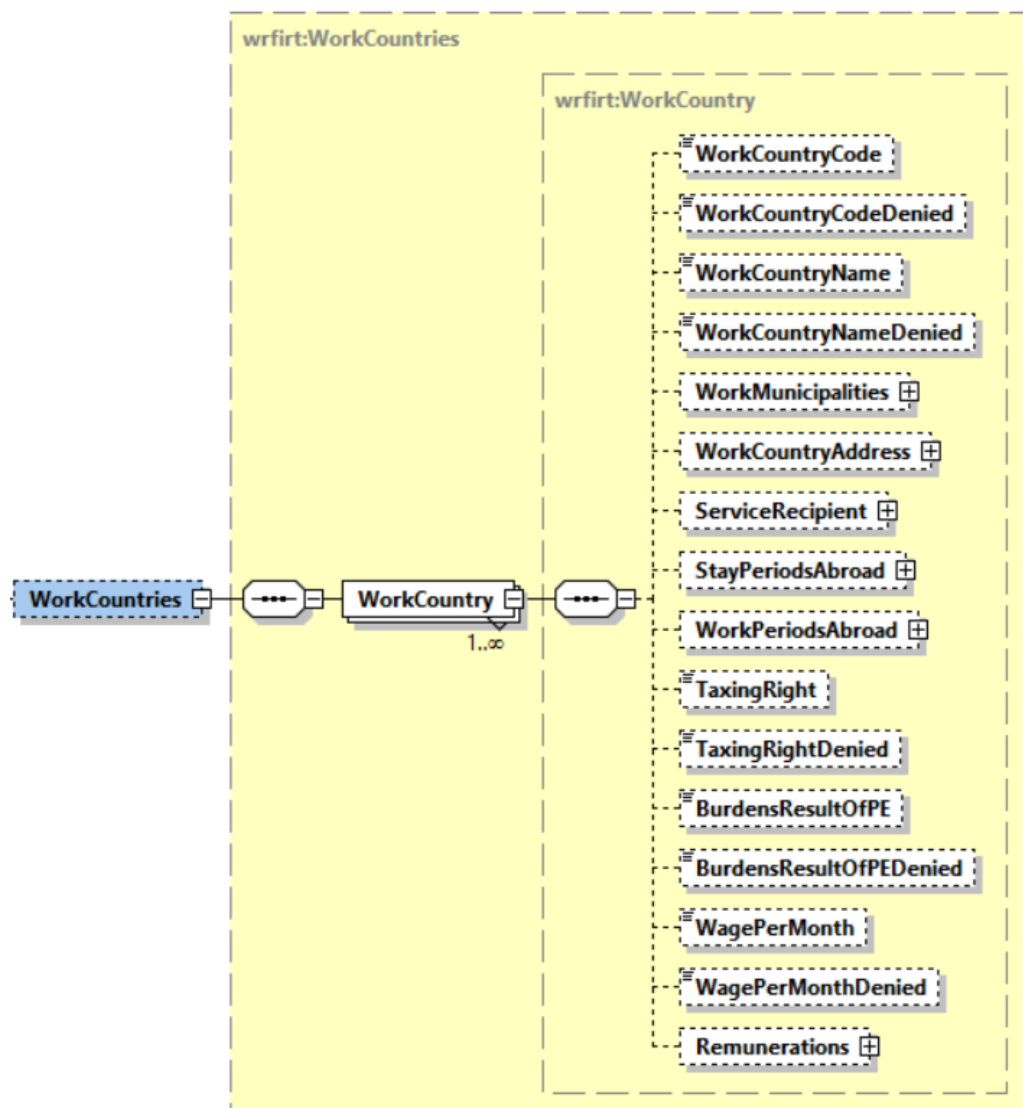 wrfirt:WorkCountries
wrfirt:WorkCountry
WorkCountryCode
WorkCountryCodeDenied
WorkCountryName
WorkCountryNameDenied
WorkMunicipalities
WorkCountryAddress
ServiceRecipient
StayPeriodsAbroad
WorkCountries
WorkCountry
1..∞
WorkPeriodsAbroad
TaxingRight
TaxingRightDenied
BurdensResultOfPE
BurdensResultOfPEDenied
WagePerMonth
WagePerMonthDenied
Remunerations